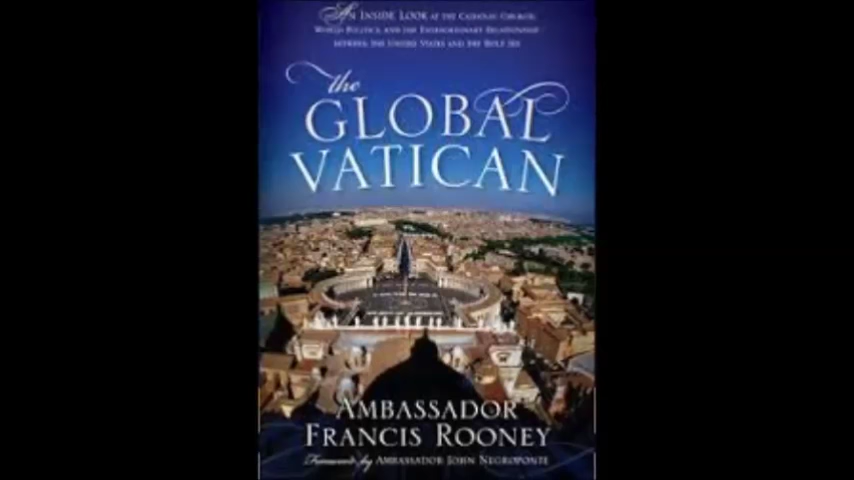 An Inside Look at the Catholic Church,
World Politics, and the Extraordinary Relationship
between the United States and the Holy See
the
GLOBAL
VATICAN
AMBASSADOR
FRANCIS ROONEY
Foreword by AMBASSADOR JOHN NEGROPONTE